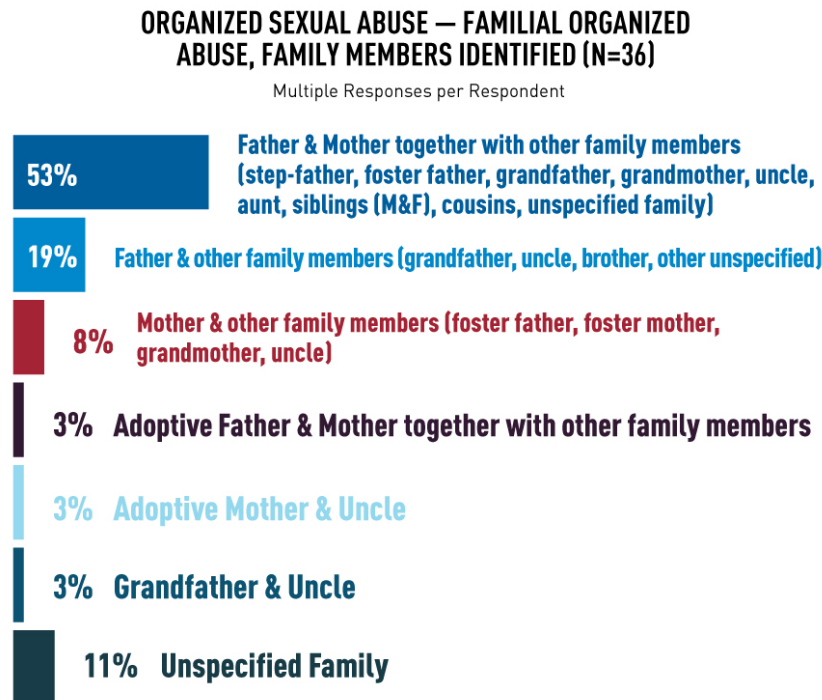 ORGANIZED SEXUAL ABUSE — FAMILIAL ORGANIZED
ABUSE, FAMILY MEMBERS IDENTIFIED (N=36)
Multiple Responses per Respondent
53%
Father & Mother together with other family members
(step-father, foster father, grandfather, grandmother, uncle,
aunt, siblings (M&F), cousins, unspecified family)
19% Father & other family members (grandfather, uncle, brother, other unspecified)
8%
Mother & other family members (foster father, foster mother,
grandmother, uncle)
3% Adoptive Father & Mother together with other family members
3% Adoptive Mother & Uncle
3% Grandfather & Uncle
11% Unspecified Family